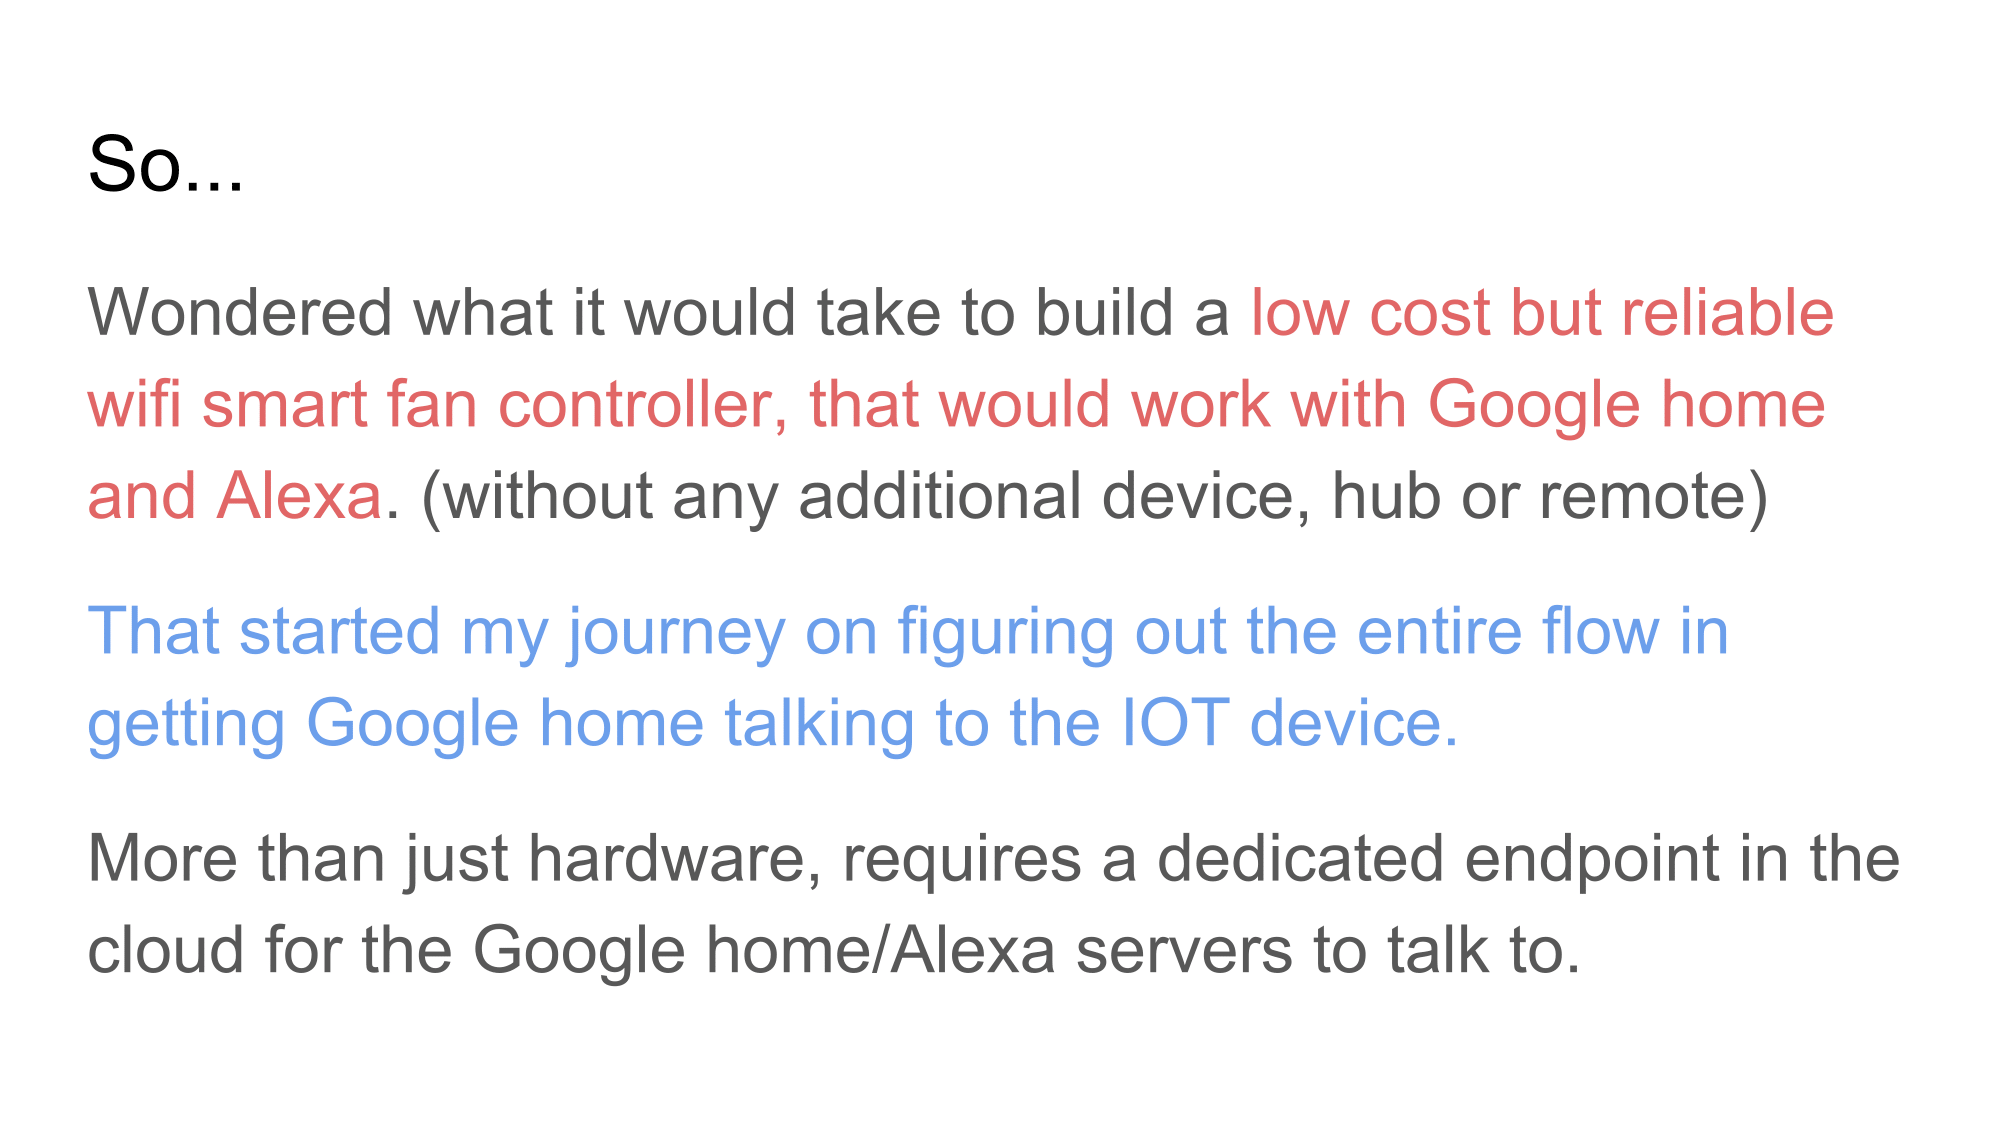 So...
Wondered what it would take to build a low cost but reliable
wifi smart fan controller, that would work with Google home
and Alexa. (without any additional device, hub or remote)
That started my journey on figuring out the entire flow in
getting Google home talking to the IOT device.
More than just hardware, requires a dedicated endpoint in the
cloud for the Google home/Alexa servers to talk to.